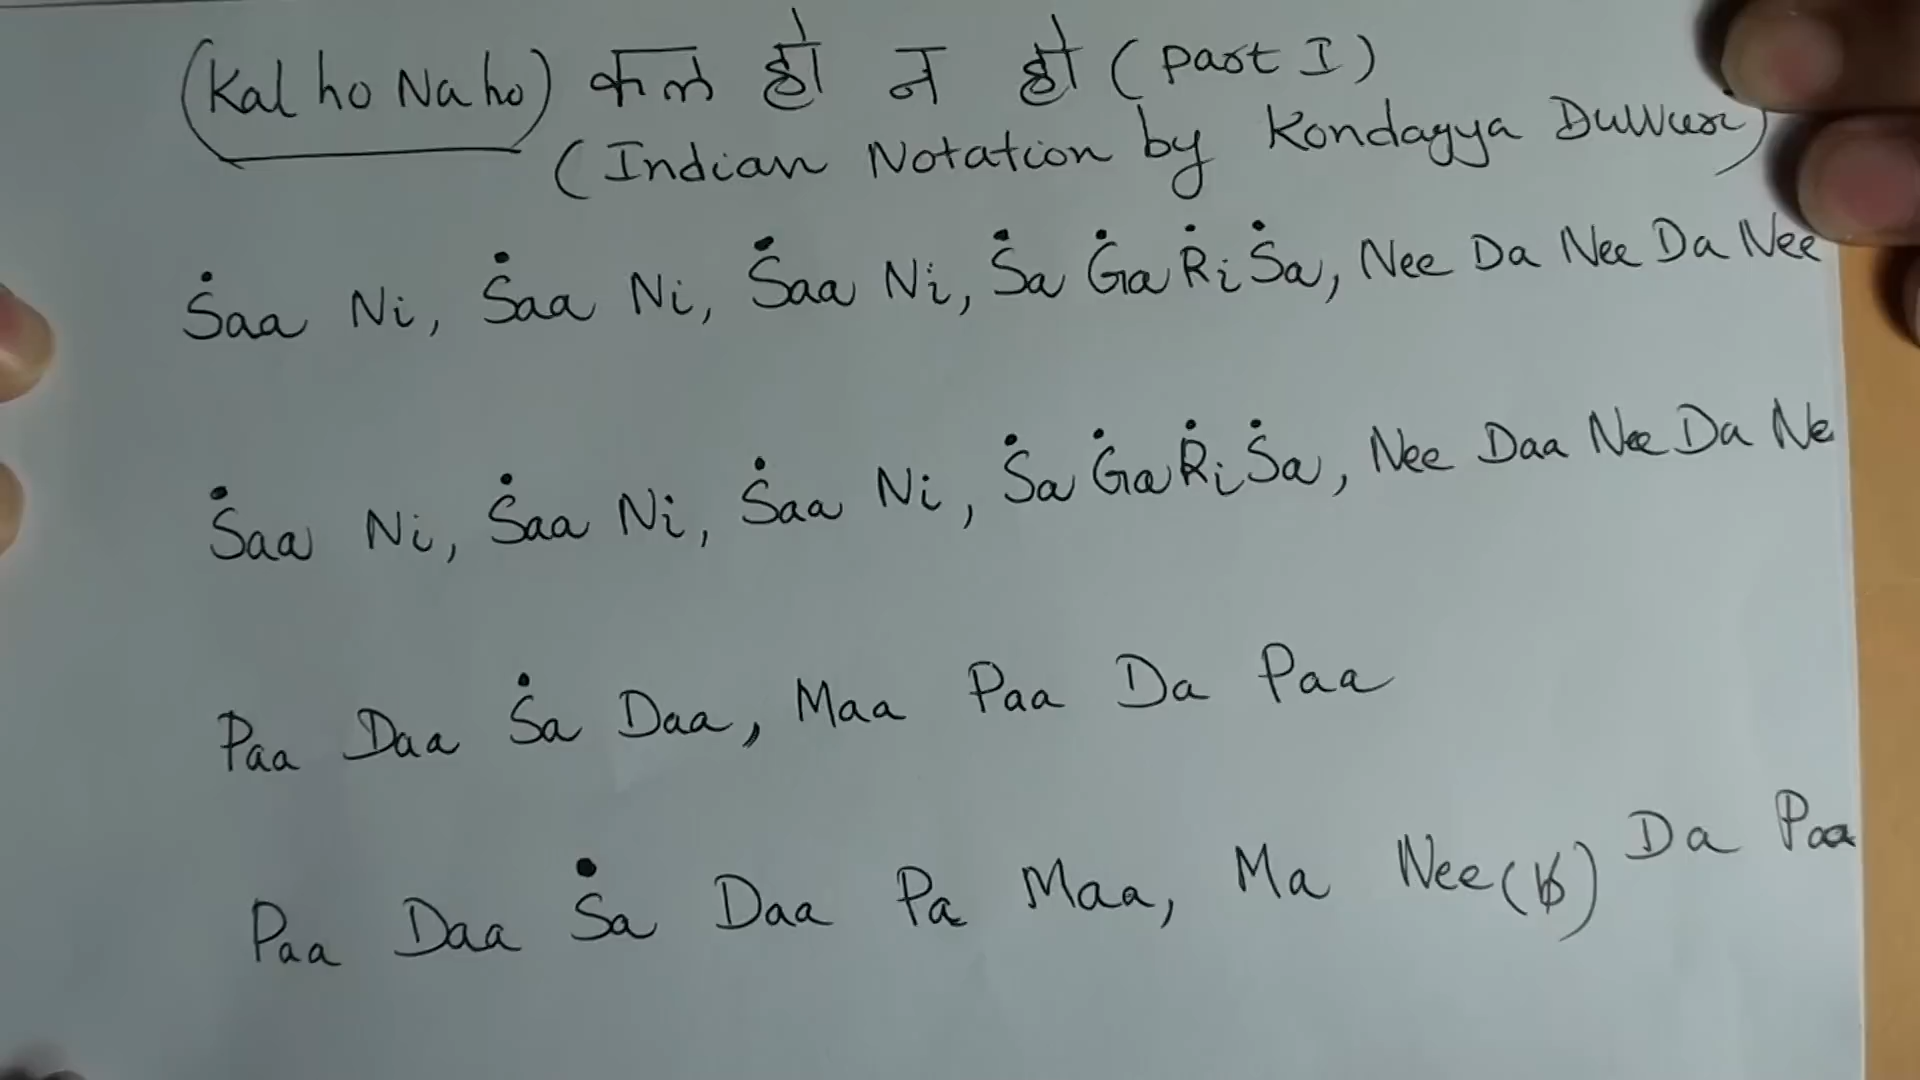 (Kal ho Na ho) कल हो न हो (Part I)
(Indian Notation by Kondayya Duvvuri)
Ṡaa Ni, Ṡaa Ni, Ṡaa Ni, Ṡa Ġa Ṙi Ṡa, Nee Da Nee Da Nee
Ṡaa Ni, Ṡaa Ni, Ṡaa Ni, Ṡa Ġa Ṙi Ṡa, Nee Daa Nee Da Ne
Paa Daa Ṡa Daa, Maa Paa Da Paa
Paa Daa Ṡa Daa Pa Maa, Ma Nee Da Paa